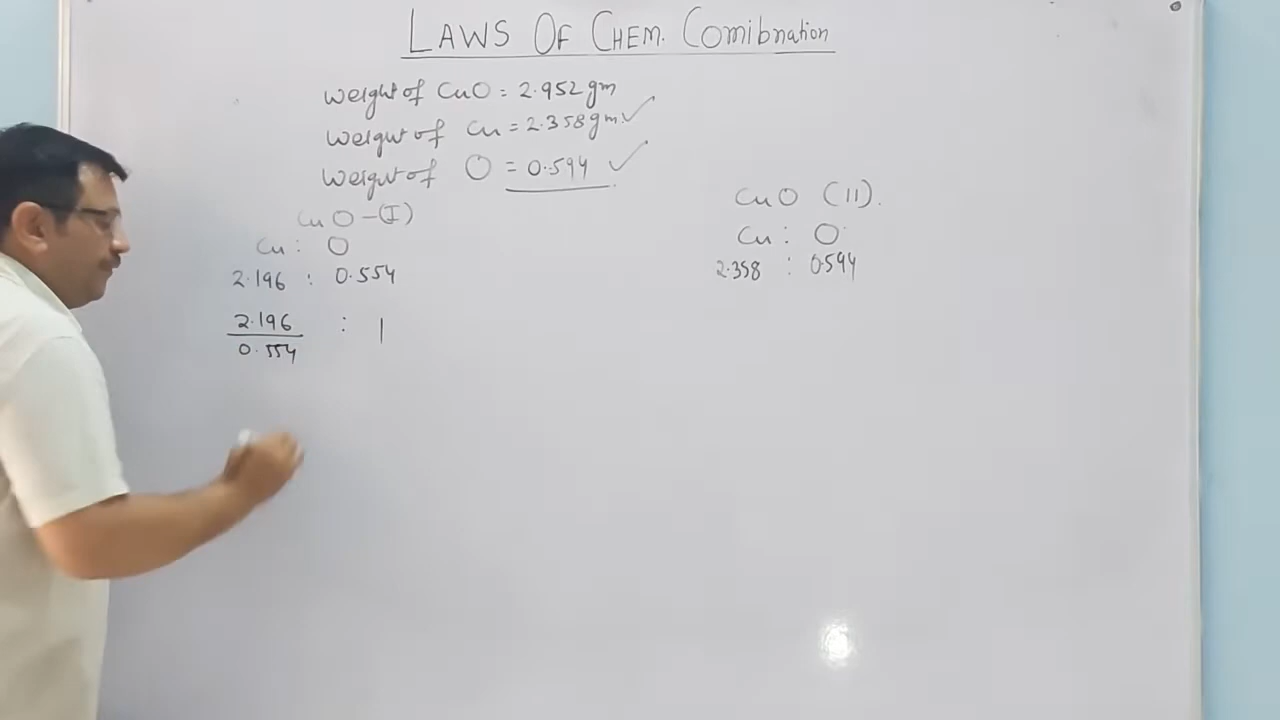 LAWS OF CHEM. Comibnation
weight of CuO = 2.952 gm
weight of Cu = 2.358 gm ✓
weight of O = 0.594 ✓
CuO - (I)
Cu : O
2.196 : 0.554
2.196 / 0.554 : 1
CuO (II).
Cu : O
2.358 : 0.594